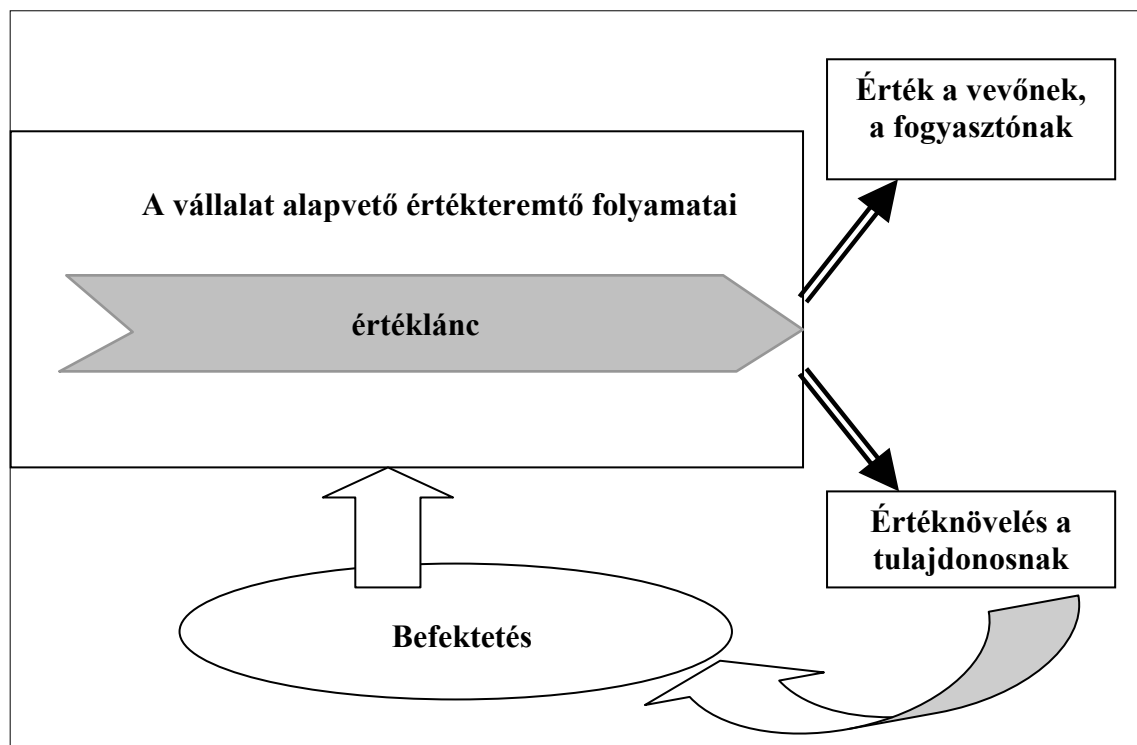 Érték a vevőnek,
a fogyasztónak
A vállalat alapvető értékteremtő folyamatai
értéklánc
Értéknövelés a
tulajdonosnak
Befektetés